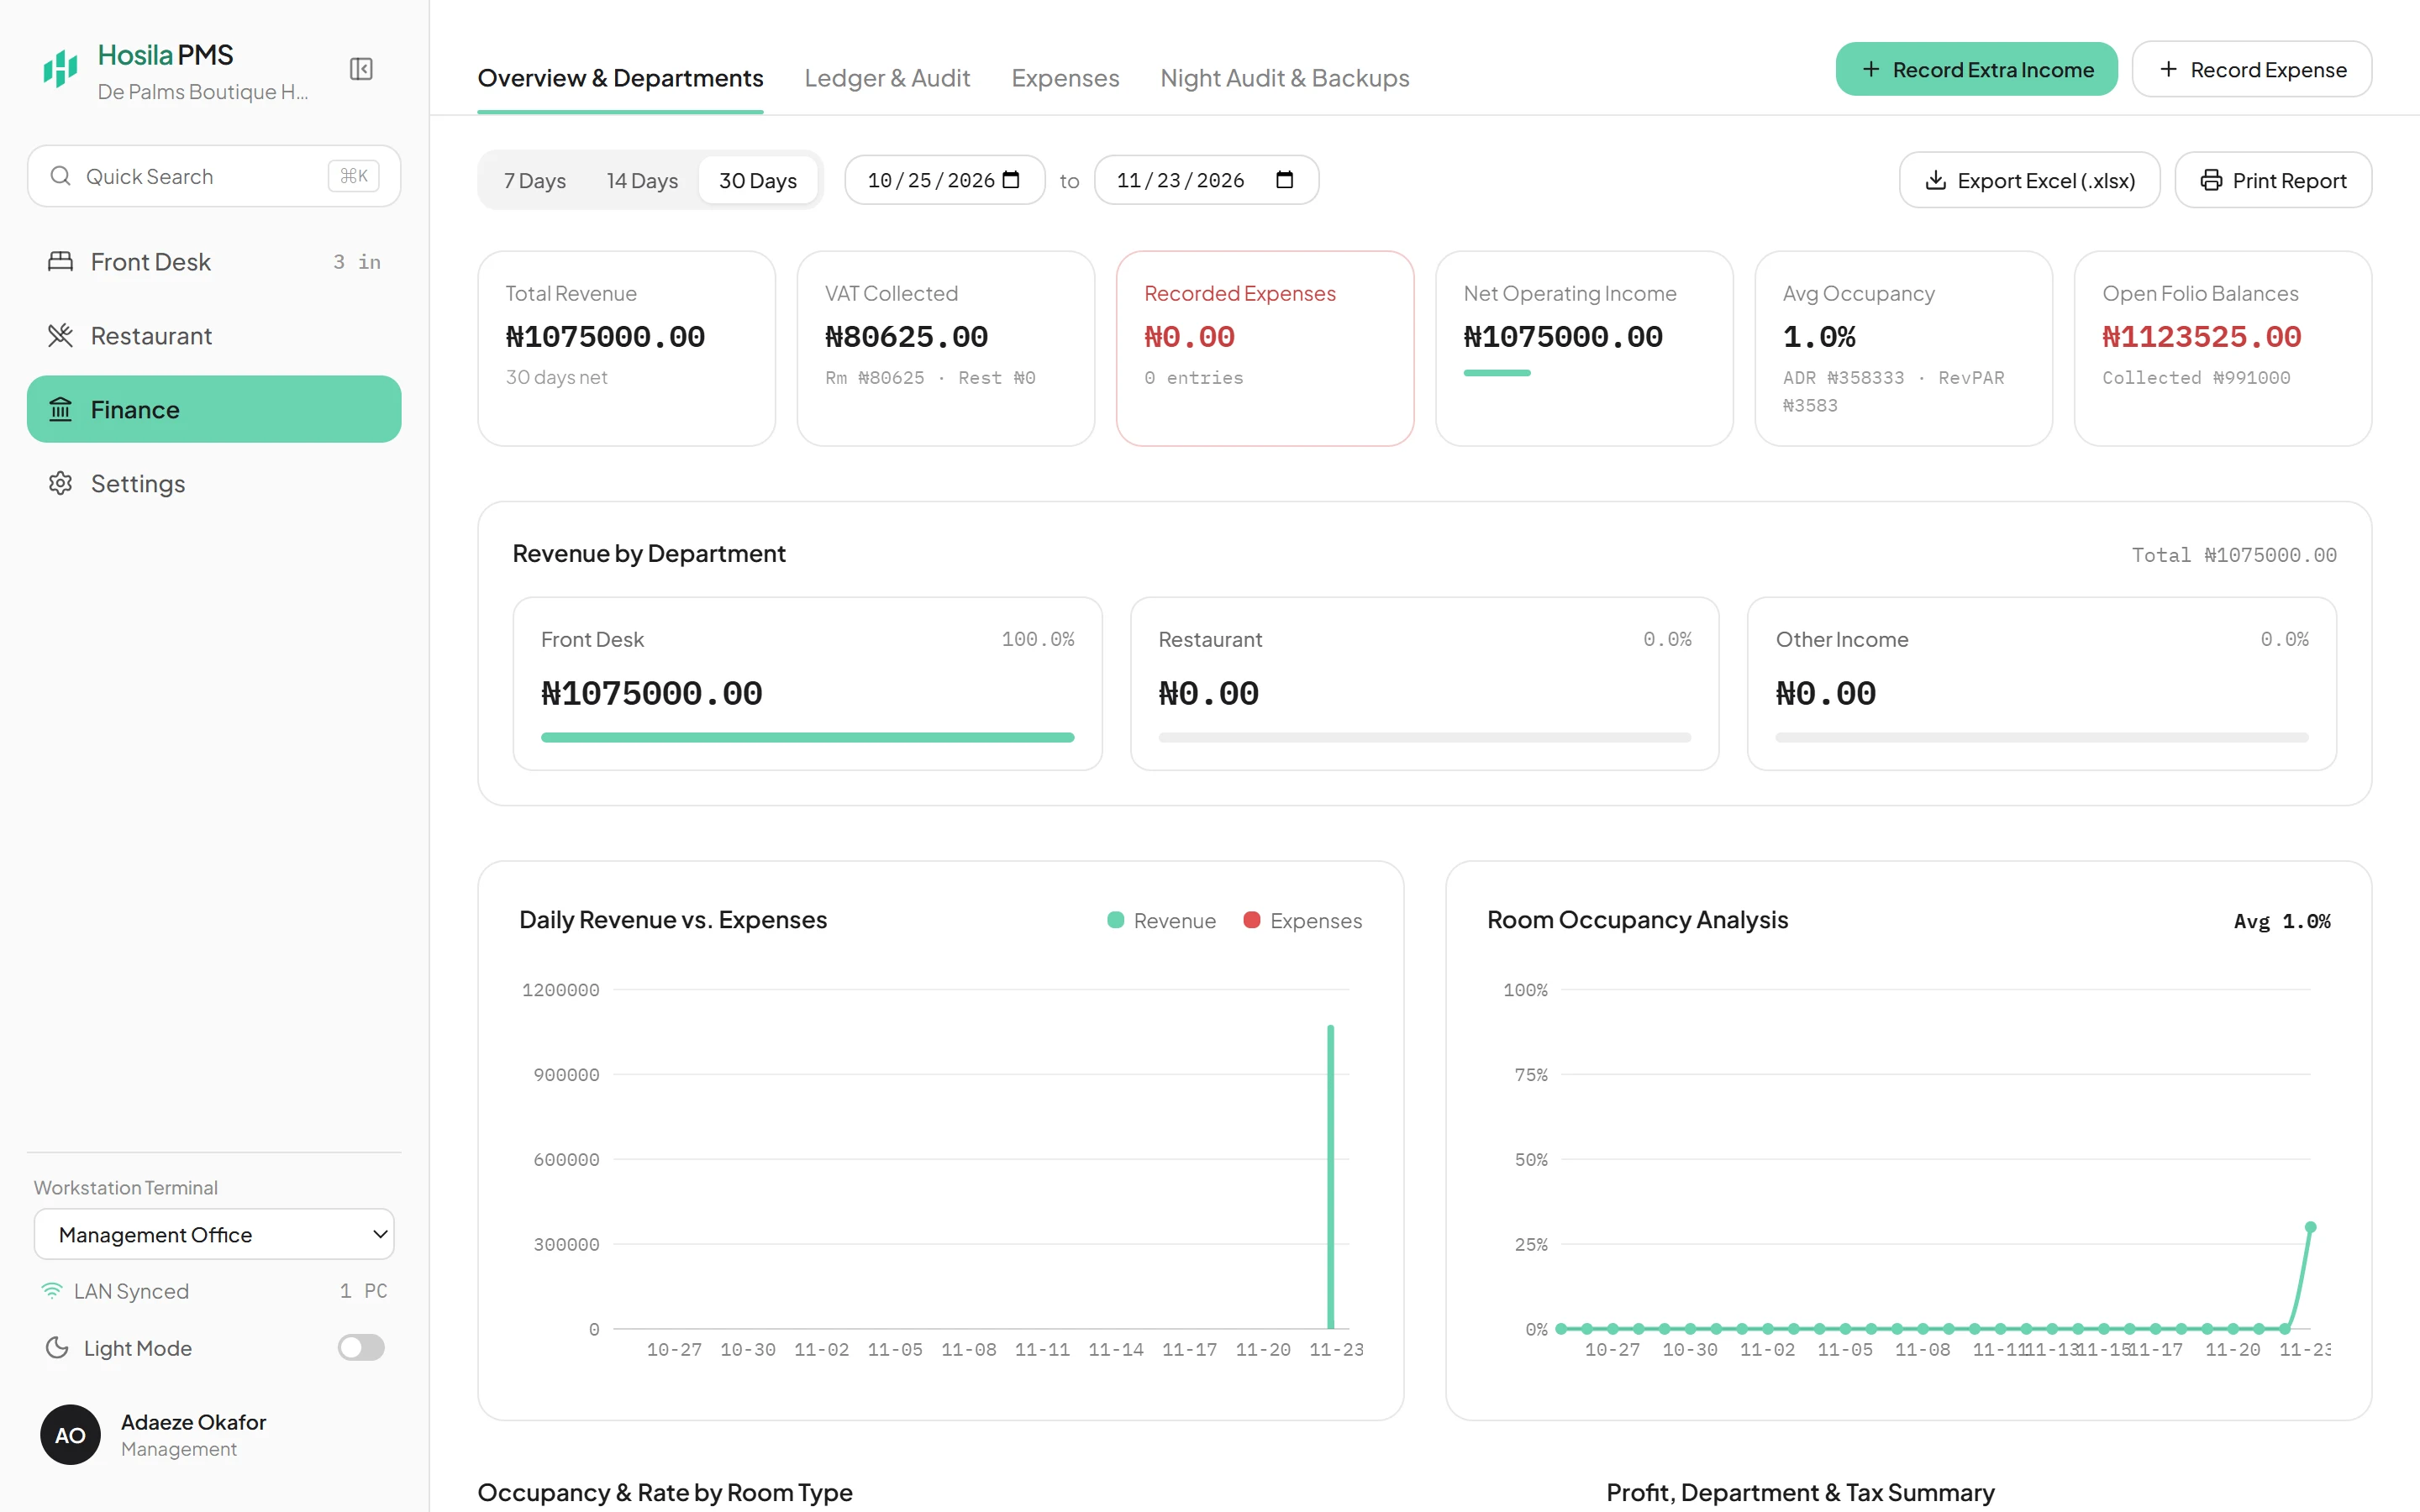 Hosila PMS
De Palms Boutique H...
Quick Search ⌘K
Front Desk 3 in
Restaurant
Finance
Settings
Workstation Terminal
Management Office
LAN Synced 1 PC
Light Mode
AO
Adaeze Okafor
Management
Overview & Departments Ledger & Audit Expenses Night Audit & Backups
+ Record Extra Income + Record Expense
7 Days 14 Days 30 Days 10/25/2026 to 11/23/2026
Export Excel (.xlsx) Print Report
Total Revenue
₦1075000.00
30 days net
VAT Collected
₦80625.00
Rm ₦80625 · Rest ₦0
Recorded Expenses
₦0.00
0 entries
Net Operating Income
₦1075000.00
Avg Occupancy
1.0%
ADR ₦358333 · RevPAR
₦3583
Open Folio Balances
₦1123525.00
Collected ₦991000
Revenue by Department Total ₦1075000.00
Front Desk 100.0%
₦1075000.00
Restaurant 0.0%
₦0.00
Other Income 0.0%
₦0.00
Daily Revenue vs. Expenses Revenue Expenses
1200000
900000
600000
300000
0
10-27 10-30 11-02 11-05 11-08 11-11 11-14 11-17 11-20 11-23
Room Occupancy Analysis Avg 1.0%
100%
75%
50%
25%
0%
10-27 10-30 11-02 11-05 11-08 11-11 11-13 11-15 11-17 11-20 11-23
Occupancy & Rate by Room Type
Profit, Department & Tax Summary